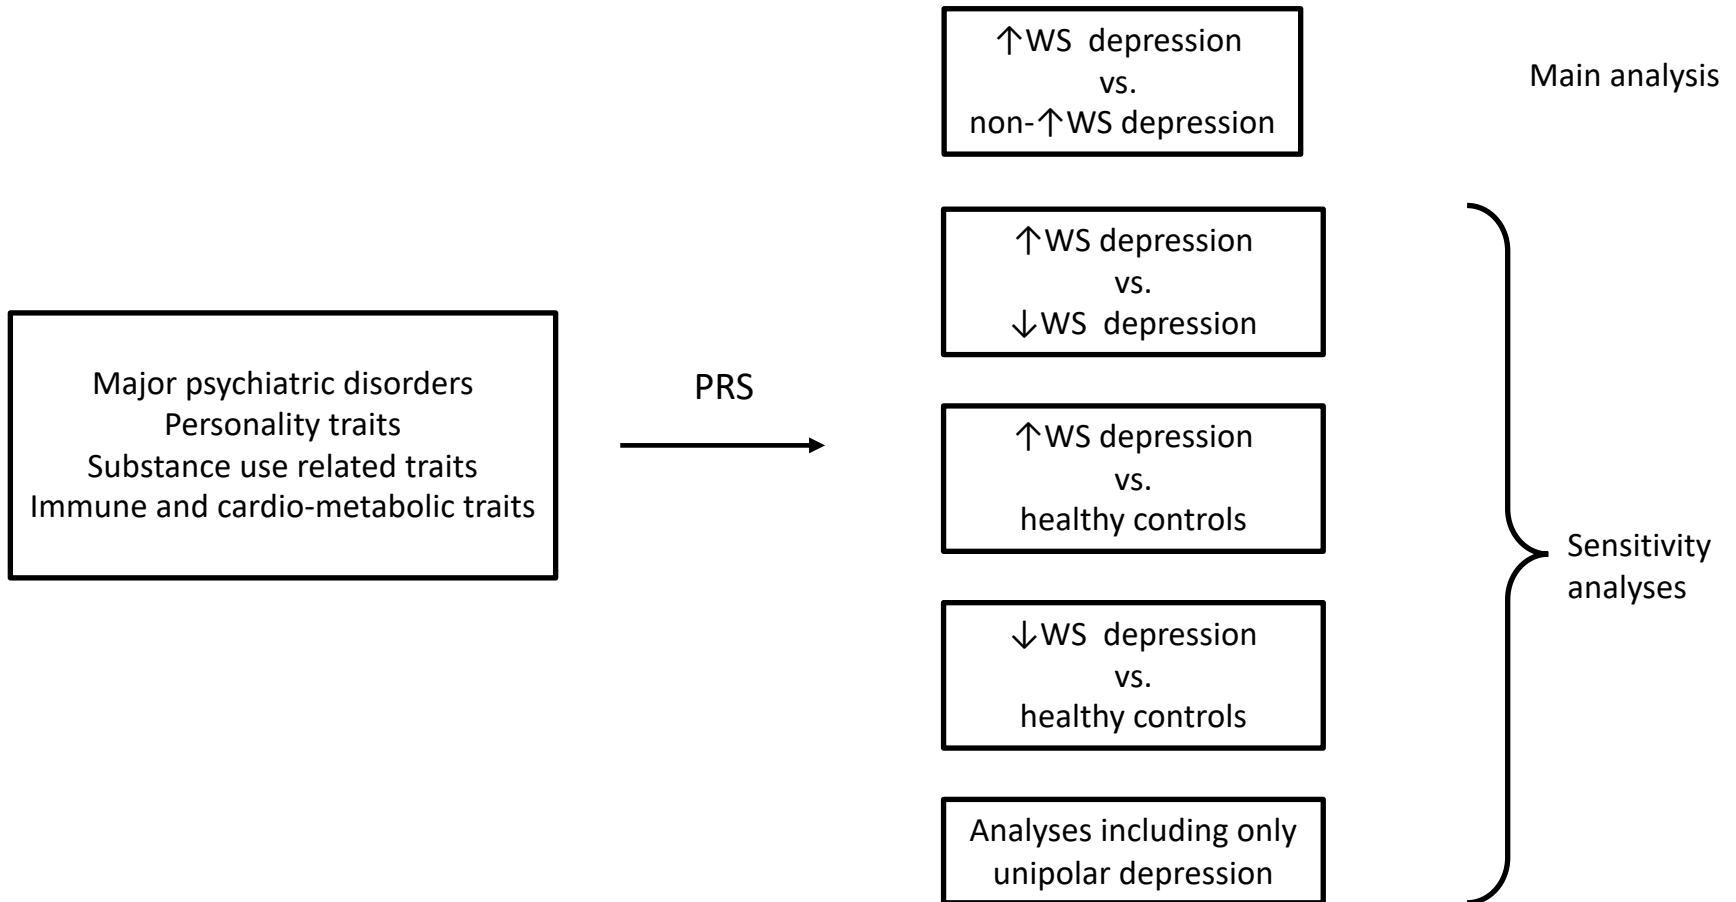 ↑WS depression
vs.
non-↑WS depression
Main analysis
↑WS depression
vs.
↓WS depression
Major psychiatric disorders
Personality traits
Substance use related traits
Immune and cardio-metabolic traits
PRS
↑WS depression
vs.
healthy controls
Sensitivity
analyses
↓WS depression
vs.
healthy controls
Analyses including only
unipolar depression